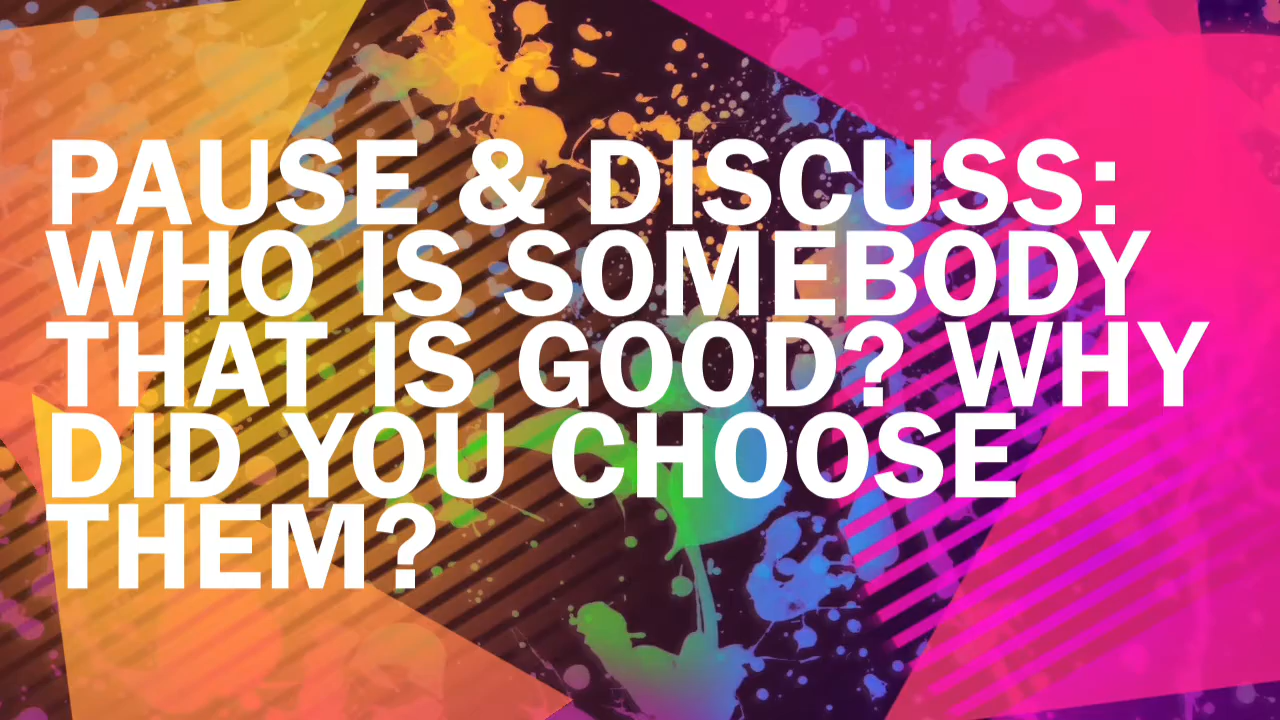 PAUSE & DISCUSS:
WHO IS SOMEBODY
THAT IS GOOD? WHY
DID YOU CHOOSE
THEM?